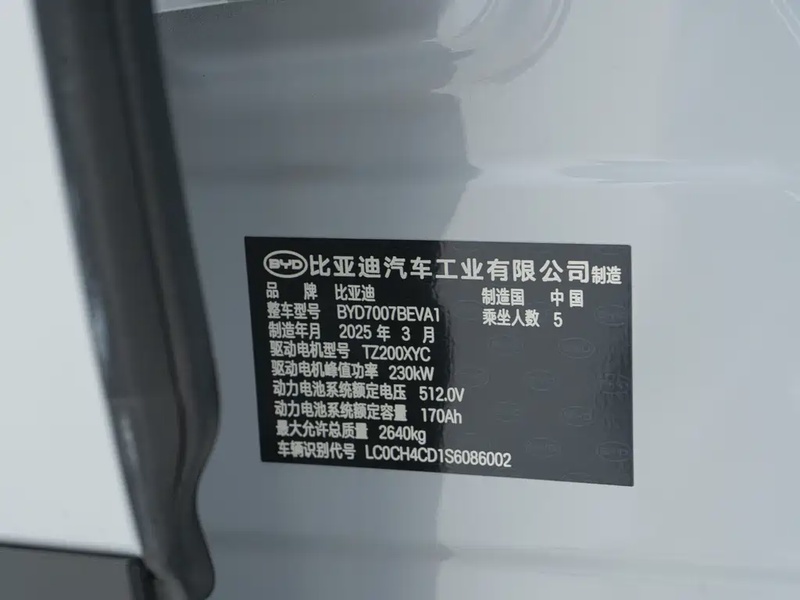 BYD 比亚迪汽车工业有限公司制造
品 牌 比亚迪 制造国 中国
整车型号 BYD7007BEVA1 乘坐人数 5
制造年月 2025 年 3 月
驱动电机型号 TZ200XYC
驱动电机峰值功率 230kW
动力电池系统额定电压 512.0V
动力电池系统额定容量 170Ah
最大允许总质量 2640kg
车辆识别代号 LC0CH4CD1S6086002